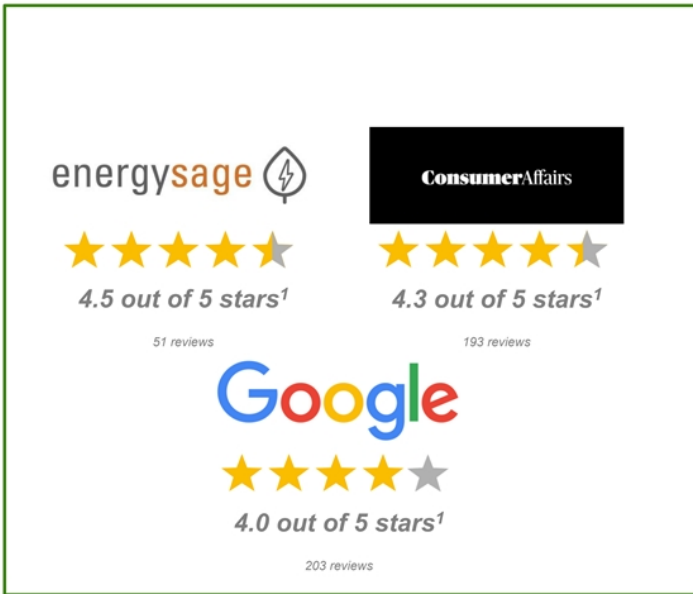 energysage
ConsumerAffairs
4.5 out of 5 stars¹
4.3 out of 5 stars¹
51 reviews
193 reviews
Google
4.0 out of 5 stars¹
203 reviews